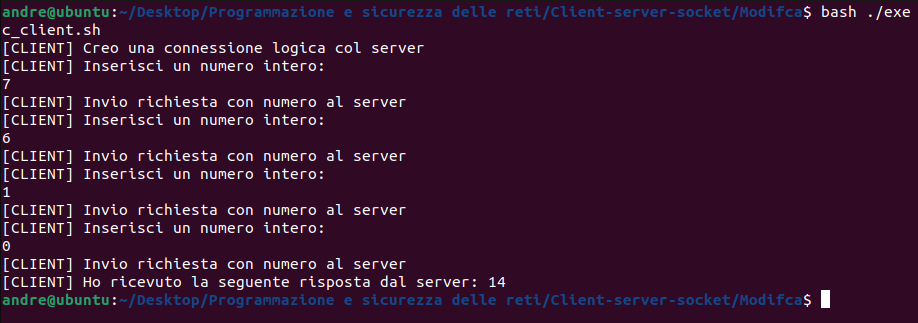 andre@ubuntu:~/Desktop/Programmazione e sicurezza delle reti/Client-server-socket/Modifca$ bash ./exe
c_client.sh
[CLIENT] Creo una connessione logica col server
[CLIENT] Inserisci un numero intero:
7
[CLIENT] Invio richiesta con numero al server
[CLIENT] Inserisci un numero intero:
6
[CLIENT] Invio richiesta con numero al server
[CLIENT] Inserisci un numero intero:
1
[CLIENT] Invio richiesta con numero al server
[CLIENT] Inserisci un numero intero:
0
[CLIENT] Invio richiesta con numero al server
[CLIENT] Ho ricevuto la seguente risposta dal server: 14
andre@ubuntu:~/Desktop/Programmazione e sicurezza delle reti/Client-server-socket/Modifca$